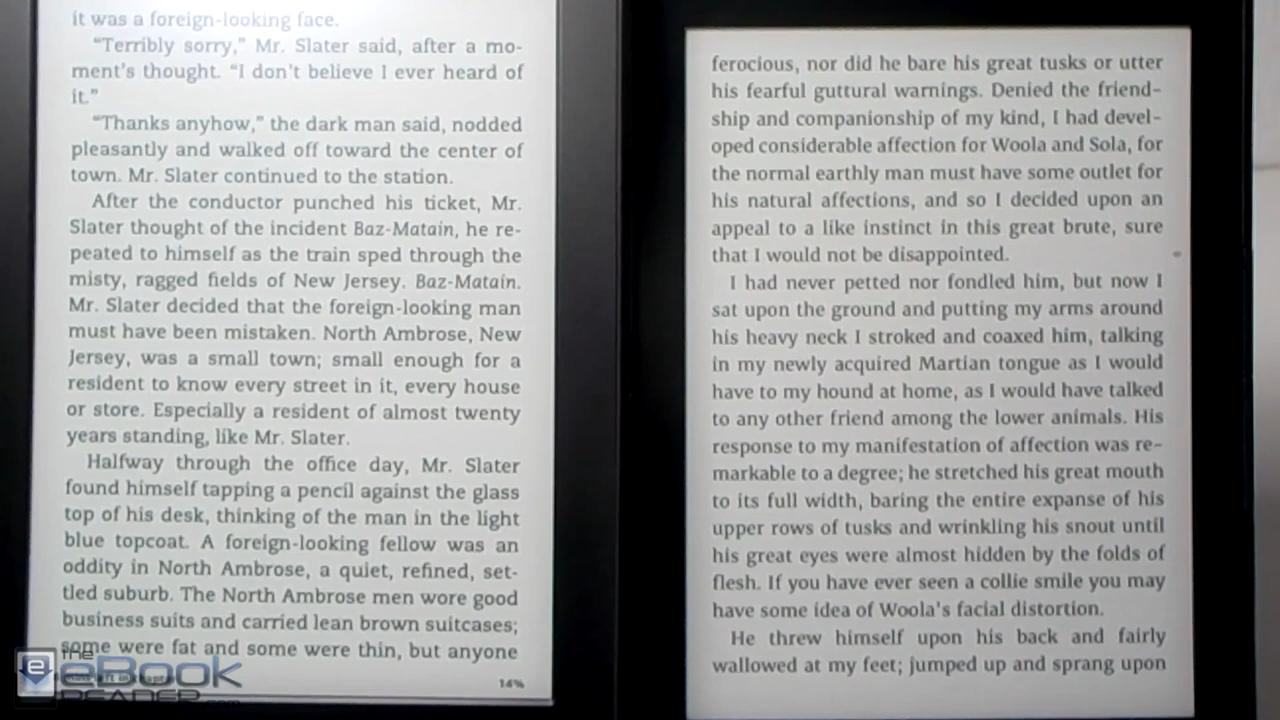 it was a foreign-looking face.
“Terribly sorry,” Mr. Slater said, after a mo-
ment's thought. “I don't believe I ever heard of
it.”
“Thanks anyhow,” the dark man said, nodded
pleasantly and walked off toward the center of
town. Mr. Slater continued to the station.
After the conductor punched his ticket, Mr.
Slater thought of the incident Baz-Matain, he re-
peated to himself as the train sped through the
misty, ragged fields of New Jersey. Baz-Matain.
Mr. Slater decided that the foreign-looking man
must have been mistaken. North Ambrose, New
Jersey, was a small town; small enough for a
resident to know every street in it, every house
or store. Especially a resident of almost twenty
years standing, like Mr. Slater.
Halfway through the office day, Mr. Slater
found himself tapping a pencil against the glass
top of his desk, thinking of the man in the light
blue topcoat. A foreign-looking fellow was an
oddity in North Ambrose, a quiet, refined, set-
tled suburb. The North Ambrose men wore good
business suits and carried lean brown suitcases;
some were fat and some were thin, but anyone
14%
the
eBook
READER.com
ferocious, nor did he bare his great tusks or utter
his fearful guttural warnings. Denied the friend-
ship and companionship of my kind, I had devel-
oped considerable affection for Woola and Sola, for
the normal earthly man must have some outlet for
his natural affections, and so I decided upon an
appeal to a like instinct in this great brute, sure
that I would not be disappointed.
I had never petted nor fondled him, but now I
sat upon the ground and putting my arms around
his heavy neck I stroked and coaxed him, talking
in my newly acquired Martian tongue as I would
have to my hound at home, as I would have talked
to any other friend among the lower animals. His
response to my manifestation of affection was re-
markable to a degree; he stretched his great mouth
to its full width, baring the entire expanse of his
upper rows of tusks and wrinkling his snout until
his great eyes were almost hidden by the folds of
flesh. If you have ever seen a collie smile you may
have some idea of Woola's facial distortion.
He threw himself upon his back and fairly
wallowed at my feet; jumped up and sprang upon